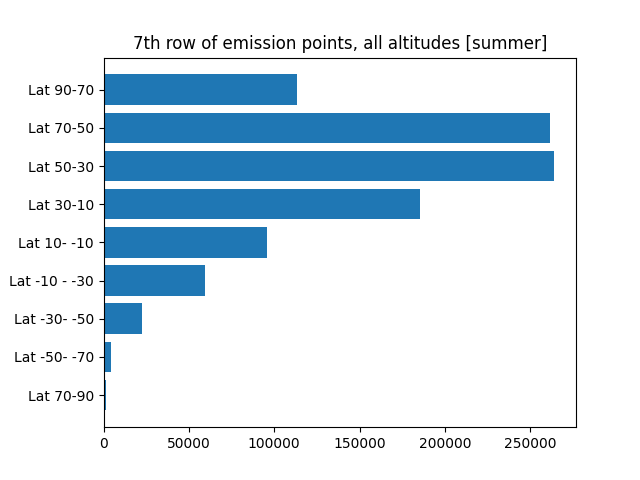 7th row of emission points, all altitudes [summer]
Lat 90-70
Lat 70-50
Lat 50-30
Lat 30-10
Lat 10- -10
Lat -10 - -30
Lat -30- -50
Lat -50- -70
Lat 70-90
0 50000 100000 150000 200000 250000